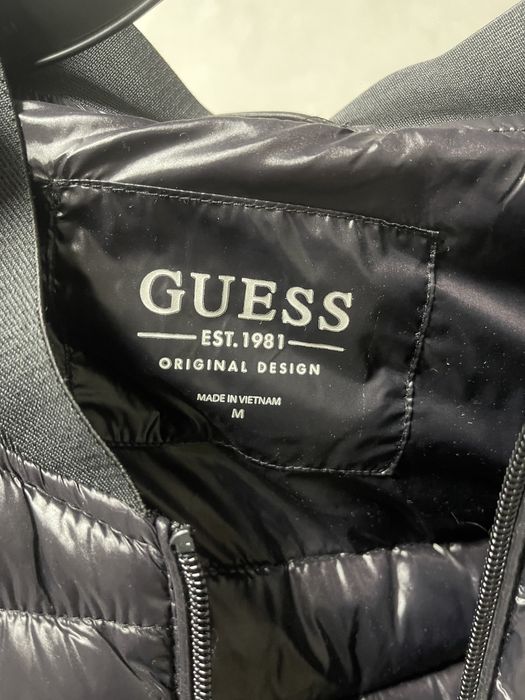 GUESS
EST. 1981
ORIGINAL DESIGN
MADE IN VIETNAM
M